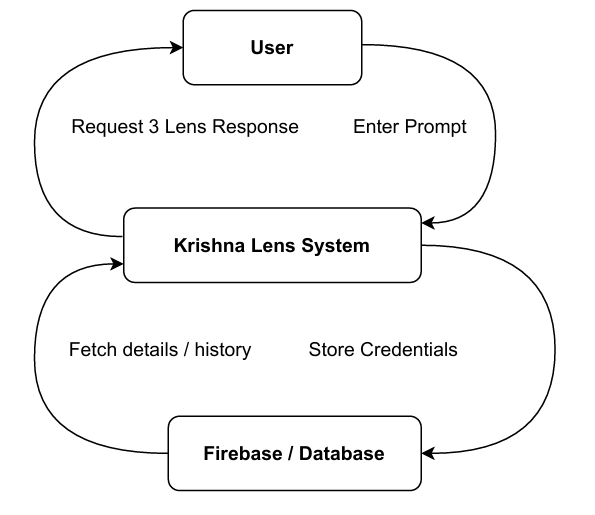 User
Request 3 Lens Response
Enter Prompt
Krishna Lens System
Fetch details / history
Store Credentials
Firebase / Database